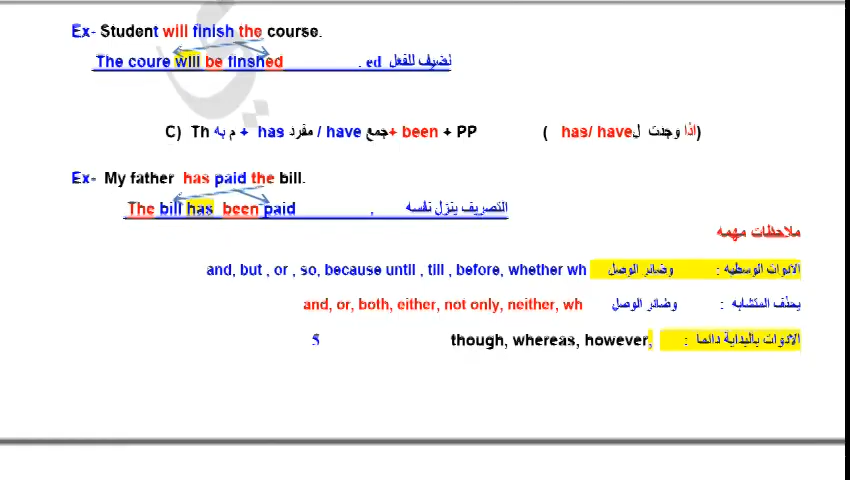 Ex- Student will finish the course.
The coure will be finshed نضيف للفعل ed .
C) Th م به + has مفرد / have جمع+ been + PP ( has/ haveاذا وجدت ل)
Ex- My father has paid the bill.
The bill has been paid التصريف ينزل نفسه .
ملاحظات مهمه
الادوات الوسطيه : وضائر الوصل and, but , or , so, because until , till , before, whether wh
يحذف المتشابه : وضائر الوصل and, or, both, either, not only, neither, wh
الادوات بالبداية دائما : though, whereas, however,
5